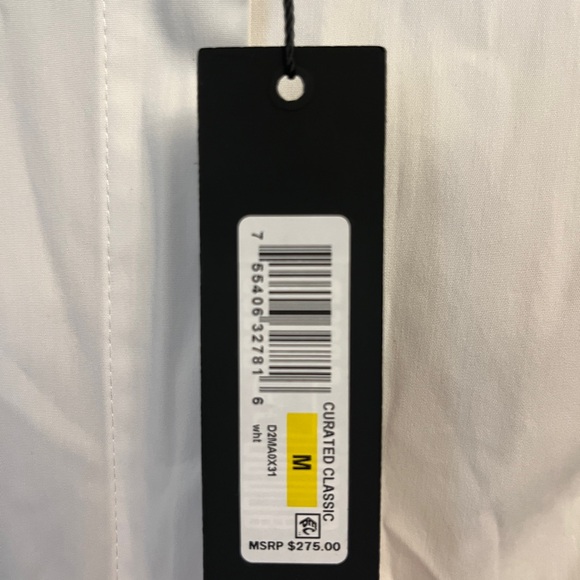 7 55406 32781 6
CURATED CLASSIC
M
D2MA0X31
wht
MSRP $275.00